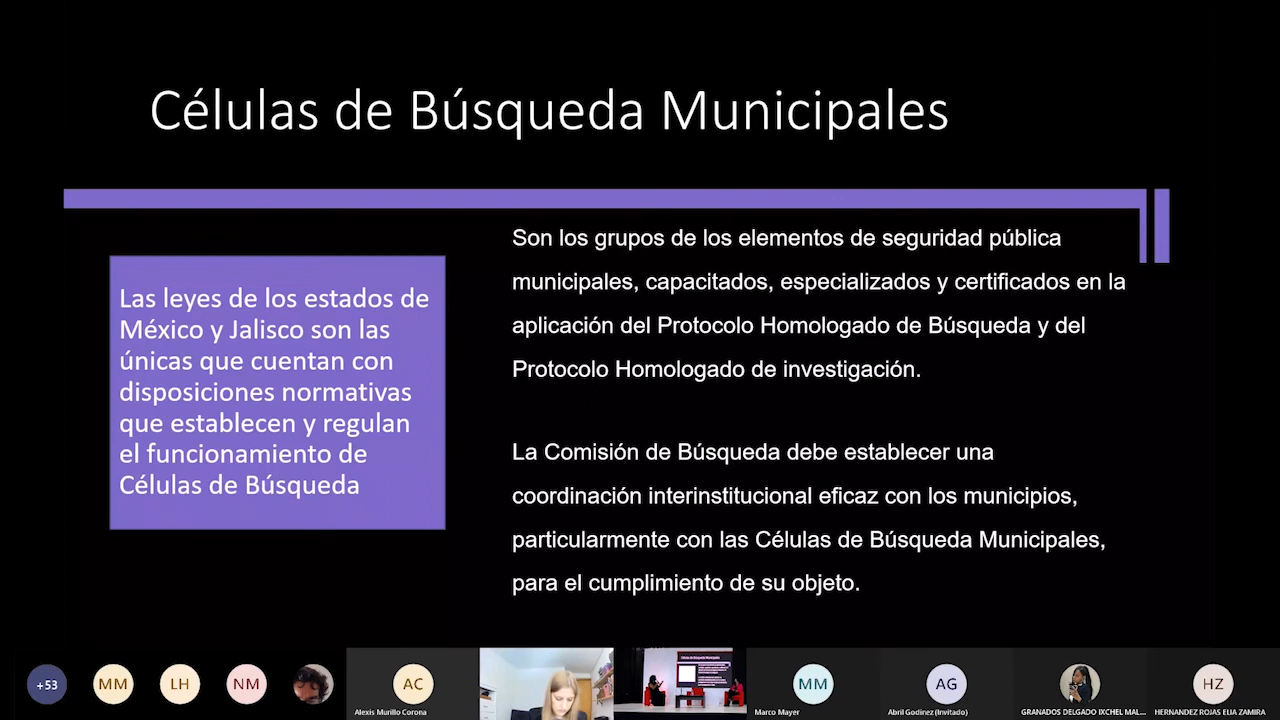 Células de Búsqueda Municipales
Las leyes de los estados de
México y Jalisco son las
únicas que cuentan con
disposiciones normativas
que establecen y regulan
el funcionamiento de
Células de Búsqueda
Son los grupos de los elementos de seguridad pública
municipales, capacitados, especializados y certificados en la
aplicación del Protocolo Homologado de Búsqueda y del
Protocolo Homologado de investigación.
La Comisión de Búsqueda debe establecer una
coordinación interinstitucional eficaz con los municipios,
particularmente con las Células de Búsqueda Municipales,
para el cumplimiento de su objeto.
+53
MM
LH
NM
AC
Alexis Murillo Corona
MM
Marco Mayer
AG
Abril Godinez (Invitado)
GRANADOS DELGADO IXCHEL MAL...
HZ
HERNANDEZ ROJAS ELIA ZAMIRA